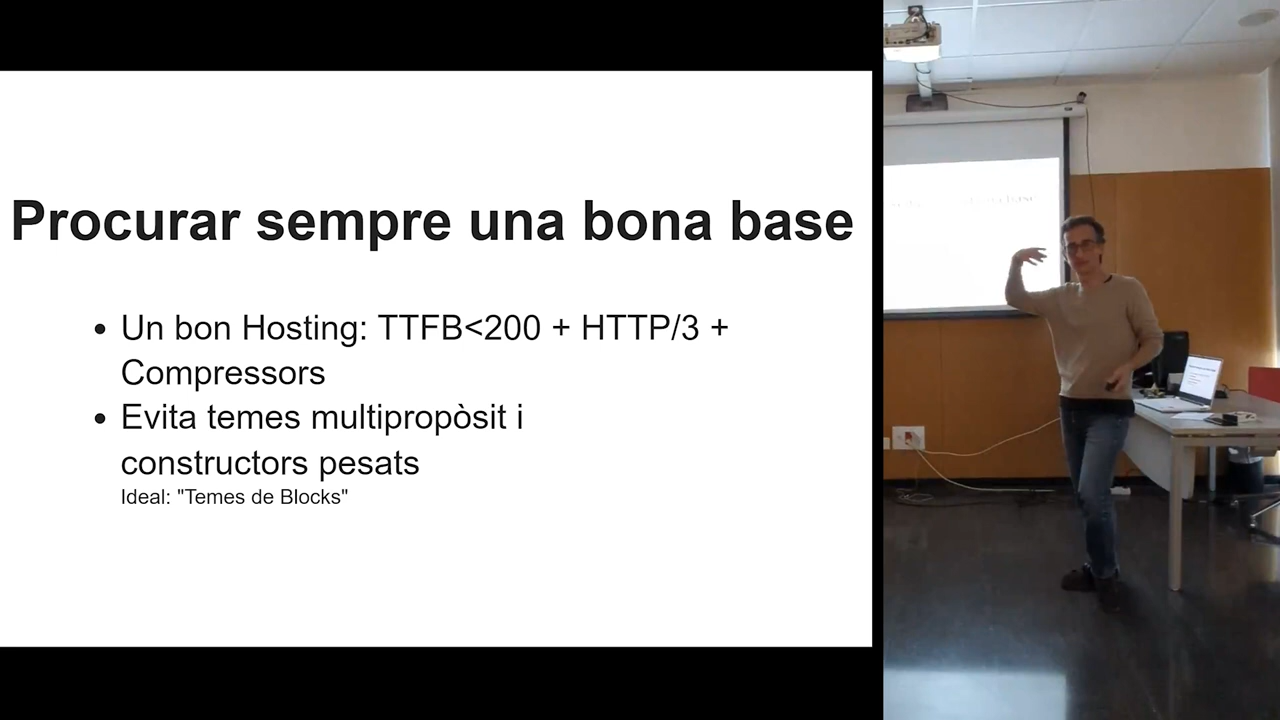 Procurar sempre una bona base
Un bon Hosting: TTFB<200 + HTTP/3 +
Compressors
Evita temes multipropòsit i
constructors pesats
Ideal: "Temes de Blocks"